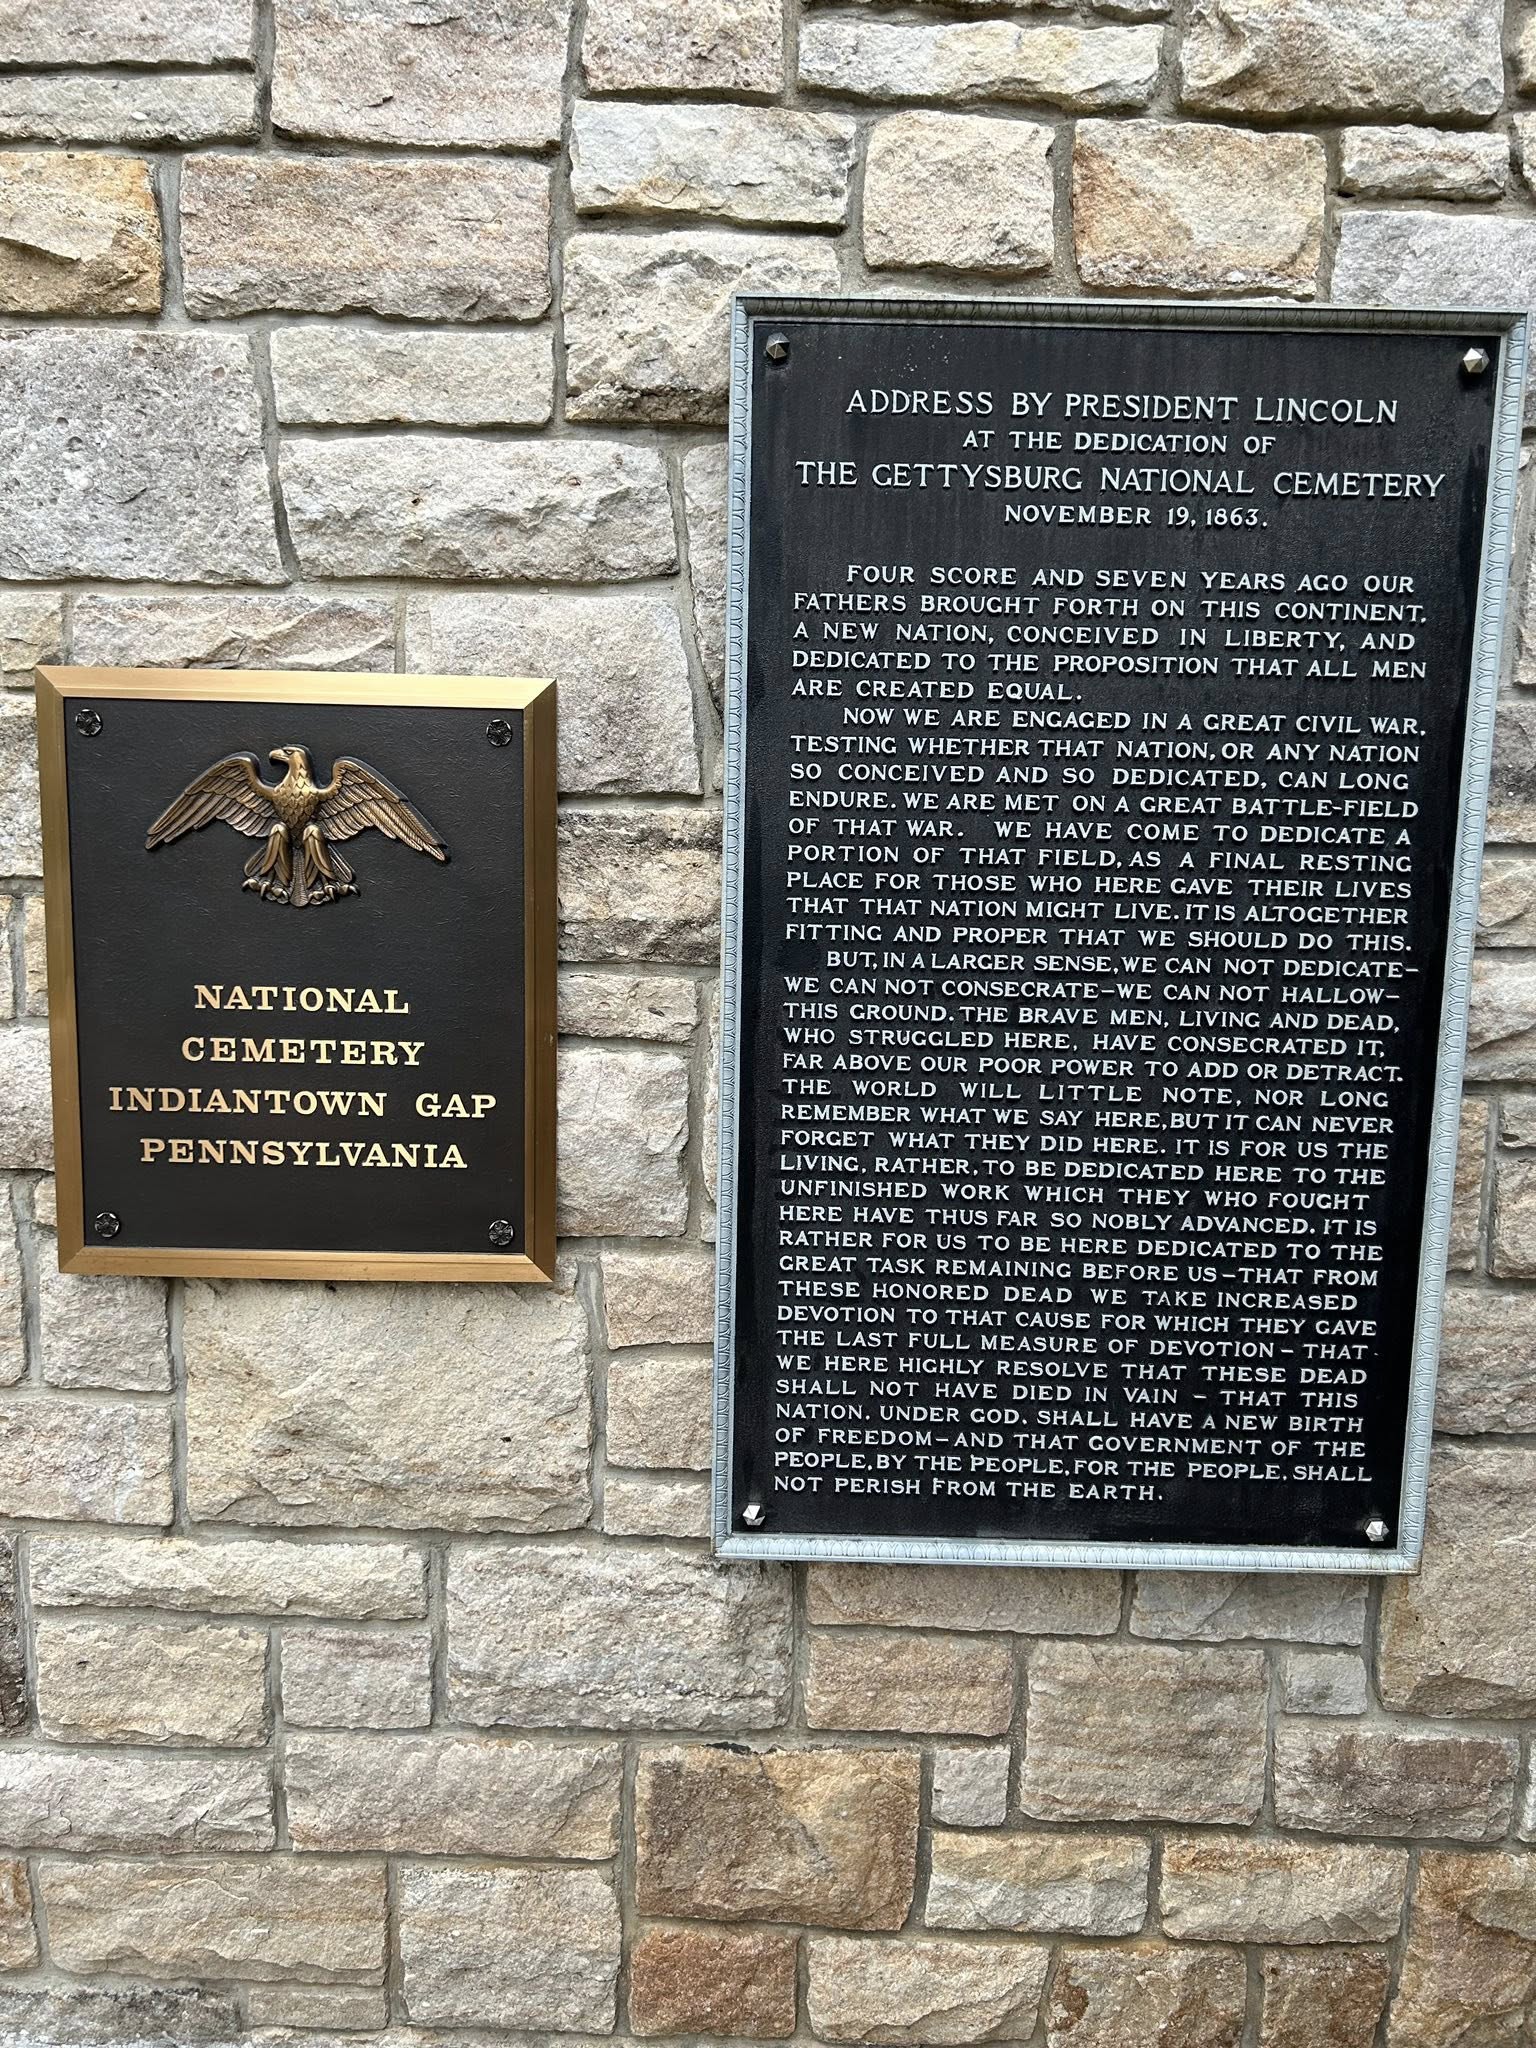 NATIONAL
CEMETERY
INDIANTOWN GAP
PENNSYLVANIA
ADDRESS BY PRESIDENT LINCOLN
AT THE DEDICATION OF
THE GETTYSBURG NATIONAL CEMETERY
NOVEMBER 19, 1863.
FOUR SCORE AND SEVEN YEARS AGO OUR
FATHERS BROUGHT FORTH ON THIS CONTINENT,
A NEW NATION, CONCEIVED IN LIBERTY, AND
DEDICATED TO THE PROPOSITION THAT ALL MEN
ARE CREATED EQUAL.
NOW WE ARE ENGAGED IN A GREAT CIVIL WAR,
TESTING WHETHER THAT NATION, OR ANY NATION
SO CONCEIVED AND SO DEDICATED, CAN LONG
ENDURE. WE ARE MET ON A GREAT BATTLE-FIELD
OF THAT WAR. WE HAVE COME TO DEDICATE A
PORTION OF THAT FIELD, AS A FINAL RESTING
PLACE FOR THOSE WHO HERE GAVE THEIR LIVES
THAT THAT NATION MIGHT LIVE. IT IS ALTOGETHER
FITTING AND PROPER THAT WE SHOULD DO THIS.
BUT, IN A LARGER SENSE, WE CAN NOT DEDICATE—
WE CAN NOT CONSECRATE—WE CAN NOT HALLOW—
THIS GROUND. THE BRAVE MEN, LIVING AND DEAD,
WHO STRUGGLED HERE, HAVE CONSECRATED IT,
FAR ABOVE OUR POOR POWER TO ADD OR DETRACT.
THE WORLD WILL LITTLE NOTE, NOR LONG
REMEMBER WHAT WE SAY HERE, BUT IT CAN NEVER
FORGET WHAT THEY DID HERE. IT IS FOR US THE
LIVING, RATHER, TO BE DEDICATED HERE TO THE
UNFINISHED WORK WHICH THEY WHO FOUGHT
HERE HAVE THUS FAR SO NOBLY ADVANCED. IT IS
RATHER FOR US TO BE HERE DEDICATED TO THE
GREAT TASK REMAINING BEFORE US—THAT FROM
THESE HONORED DEAD WE TAKE INCREASED
DEVOTION TO THAT CAUSE FOR WHICH THEY GAVE
THE LAST FULL MEASURE OF DEVOTION — THAT
WE HERE HIGHLY RESOLVE THAT THESE DEAD
SHALL NOT HAVE DIED IN VAIN — THAT THIS
NATION, UNDER GOD, SHALL HAVE A NEW BIRTH
OF FREEDOM—AND THAT GOVERNMENT OF THE
PEOPLE, BY THE PEOPLE, FOR THE PEOPLE, SHALL
NOT PERISH FROM THE EARTH.